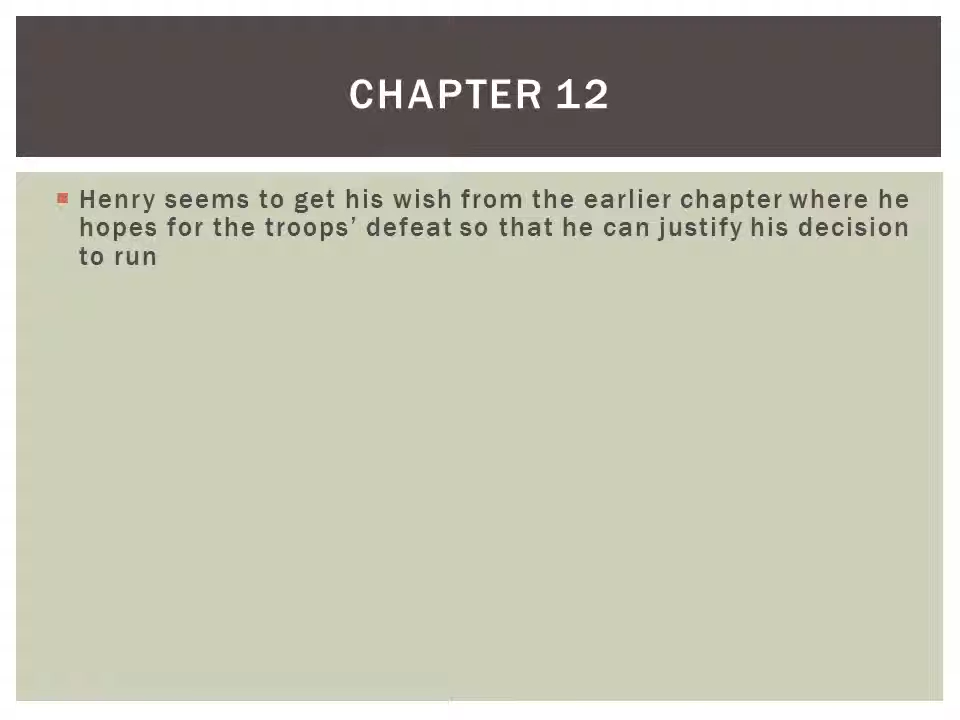 CHAPTER 12
Henry seems to get his wish from the earlier chapter where he
hopes for the troops’ defeat so that he can justify his decision
to run